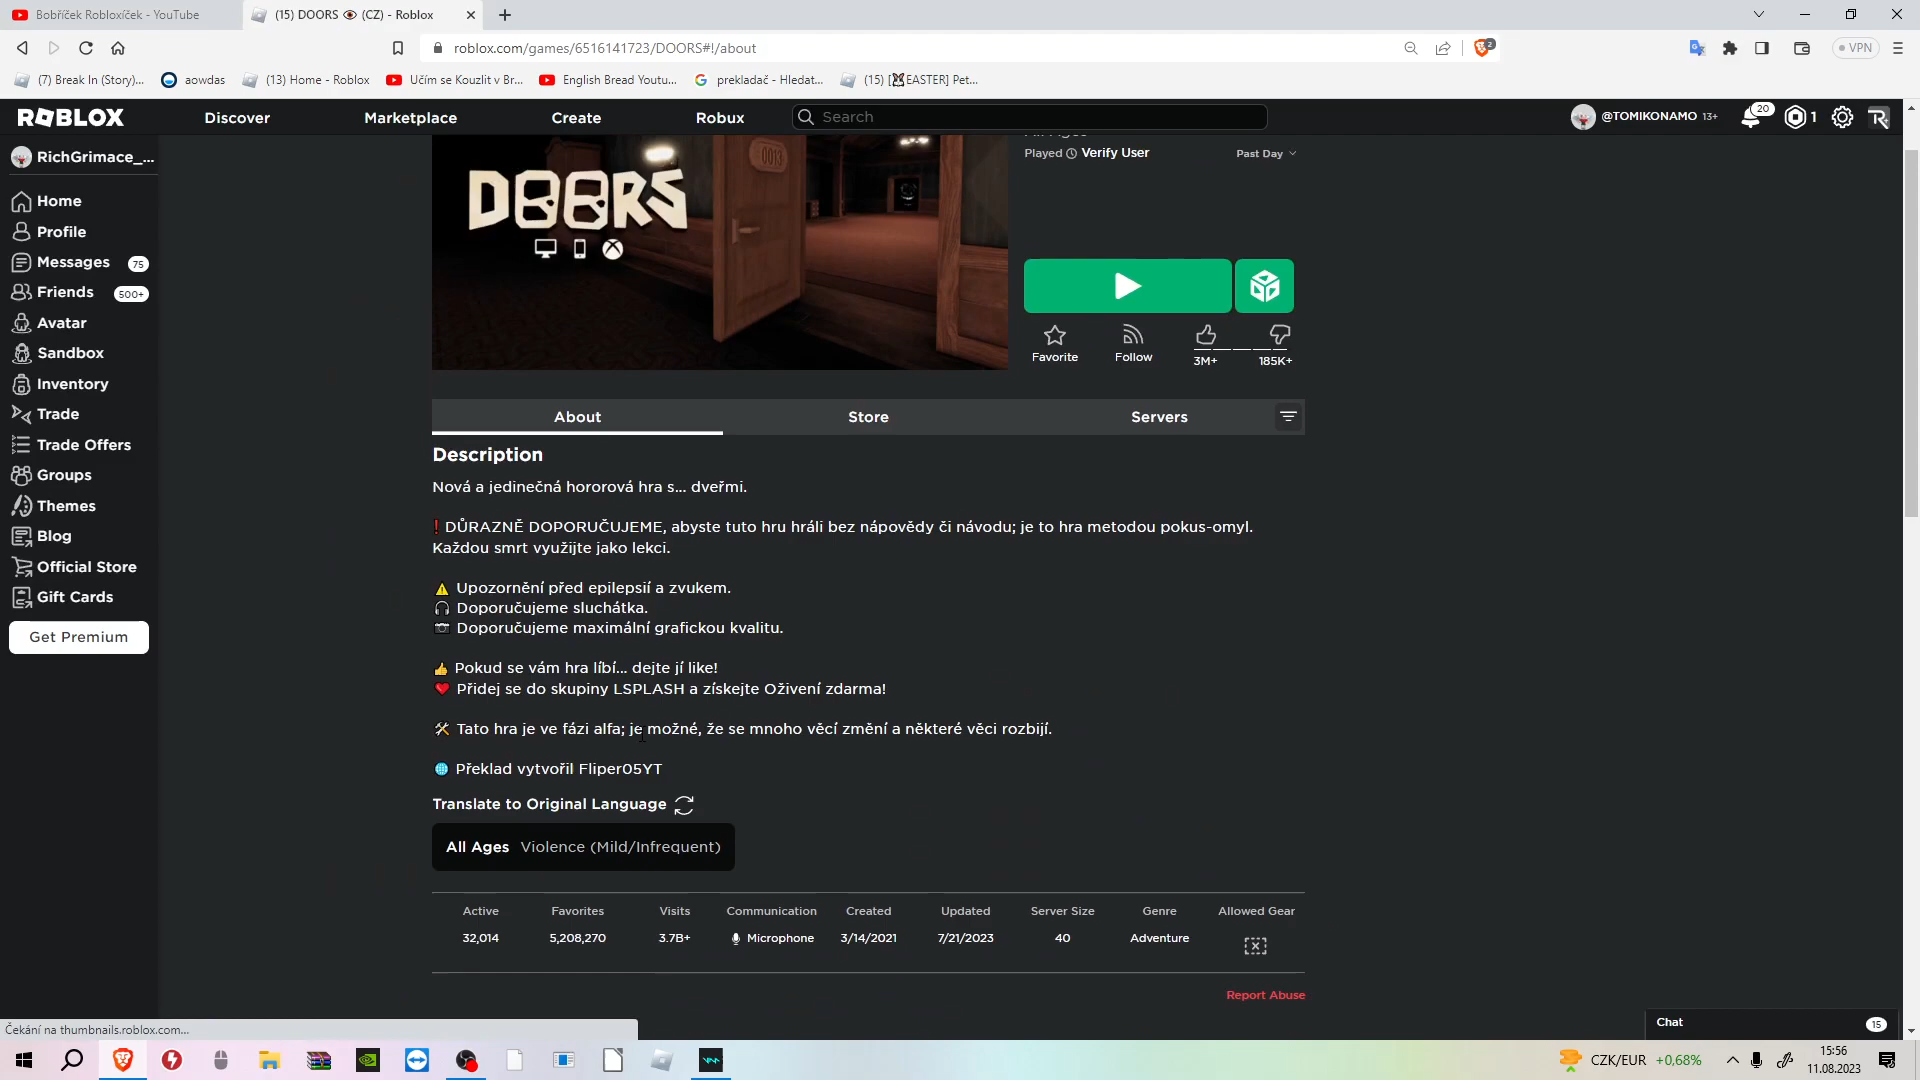 Bobříček Robloxíček - YouTube
(15) DOORS 👁 (CZ) - Roblox
roblox.com/games/6516141723/DOORS#!/about
2
VPN
(7) Break In (Story)...
aowdas
(13) Home - Roblox
Učím se Kouzlit v Br...
English Bread Youtu...
prekladač - Hledat...
(15) [🐰EASTER] Pet...
ROBLOX
Discover
Marketplace
Create
Robux
Search
@TOMIKONAMO 13+
20
1
RichGrimace_...
Home
Profile
Messages 75
Friends 500+
Avatar
Sandbox
Inventory
Trade
Trade Offers
Groups
Themes
Blog
Official Store
Gift Cards
Get Premium
DOORS
0013
Played Verify User
Past Day
Favorite
Follow
3M+
185K+
About
Store
Servers
Description
Nová a jedinečná hororová hra s... dveřmi.
❗DŮRAZNĚ DOPORUČUJEME, abyste tuto hru hráli bez nápovědy či návodu; je to hra metodou pokus-omyl.
Každou smrt využijte jako lekci.
⚠️ Upozornění před epilepsií a zvukem.
🎧 Doporučujeme sluchátka.
📷 Doporučujeme maximální grafickou kvalitu.
👍 Pokud se vám hra líbí... dejte jí like!
❤️ Přidej se do skupiny LSPLASH a získejte Oživení zdarma!
🛠️ Tato hra je ve fázi alfa; je možné, že se mnoho věcí změní a některé věci rozbijí.
🌐 Překlad vytvořil Fliper05YT
Translate to Original Language
All Ages Violence (Mild/Infrequent)
Active Favorites Visits Communication Created Updated Server Size Genre Allowed Gear
32,014 5,208,270 3.7B+ Microphone 3/14/2021 7/21/2023 40 Adventure
Report Abuse
Čekání na thumbnails.roblox.com...
Chat 15
CZK/EUR +0,68%
15:56
11.08.2023